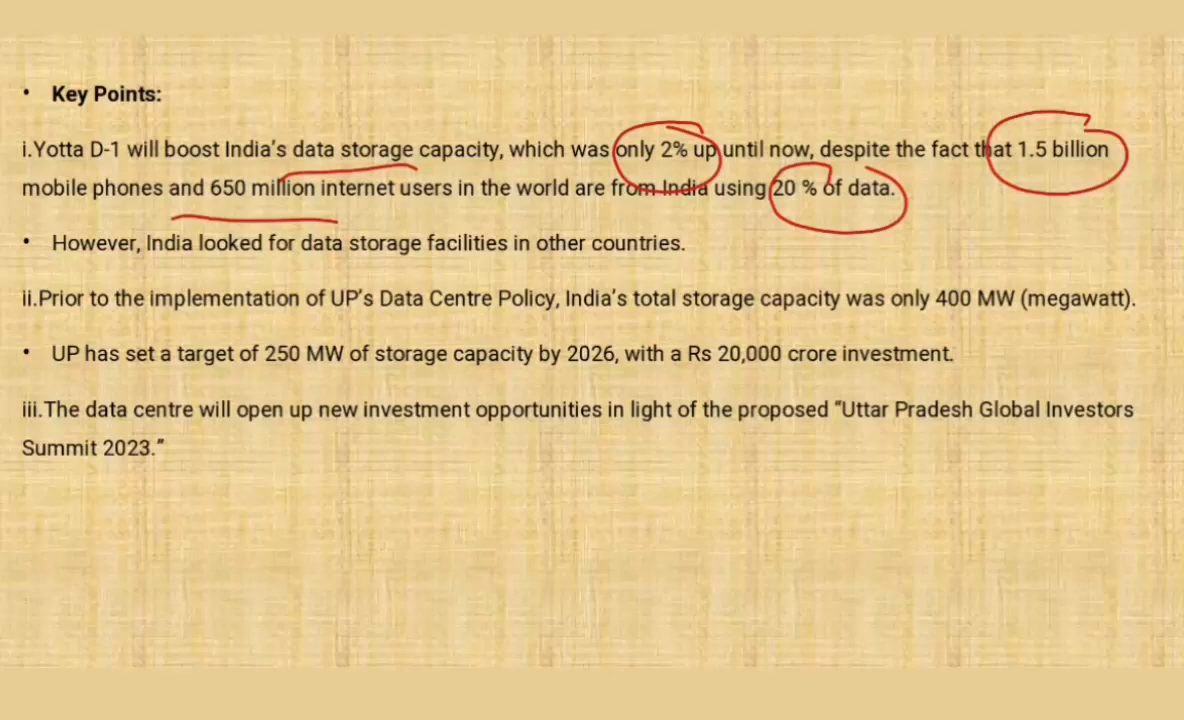 • Key Points:
i.Yotta D-1 will boost India's data storage capacity, which was only 2% up until now, despite the fact that 1.5 billion
mobile phones and 650 million internet users in the world are from India using 20 % of data.
• However, India looked for data storage facilities in other countries.
ii.Prior to the implementation of UP's Data Centre Policy, India's total storage capacity was only 400 MW (megawatt).
• UP has set a target of 250 MW of storage capacity by 2026, with a Rs 20,000 crore investment.
iii.The data centre will open up new investment opportunities in light of the proposed “Uttar Pradesh Global Investors
Summit 2023.”